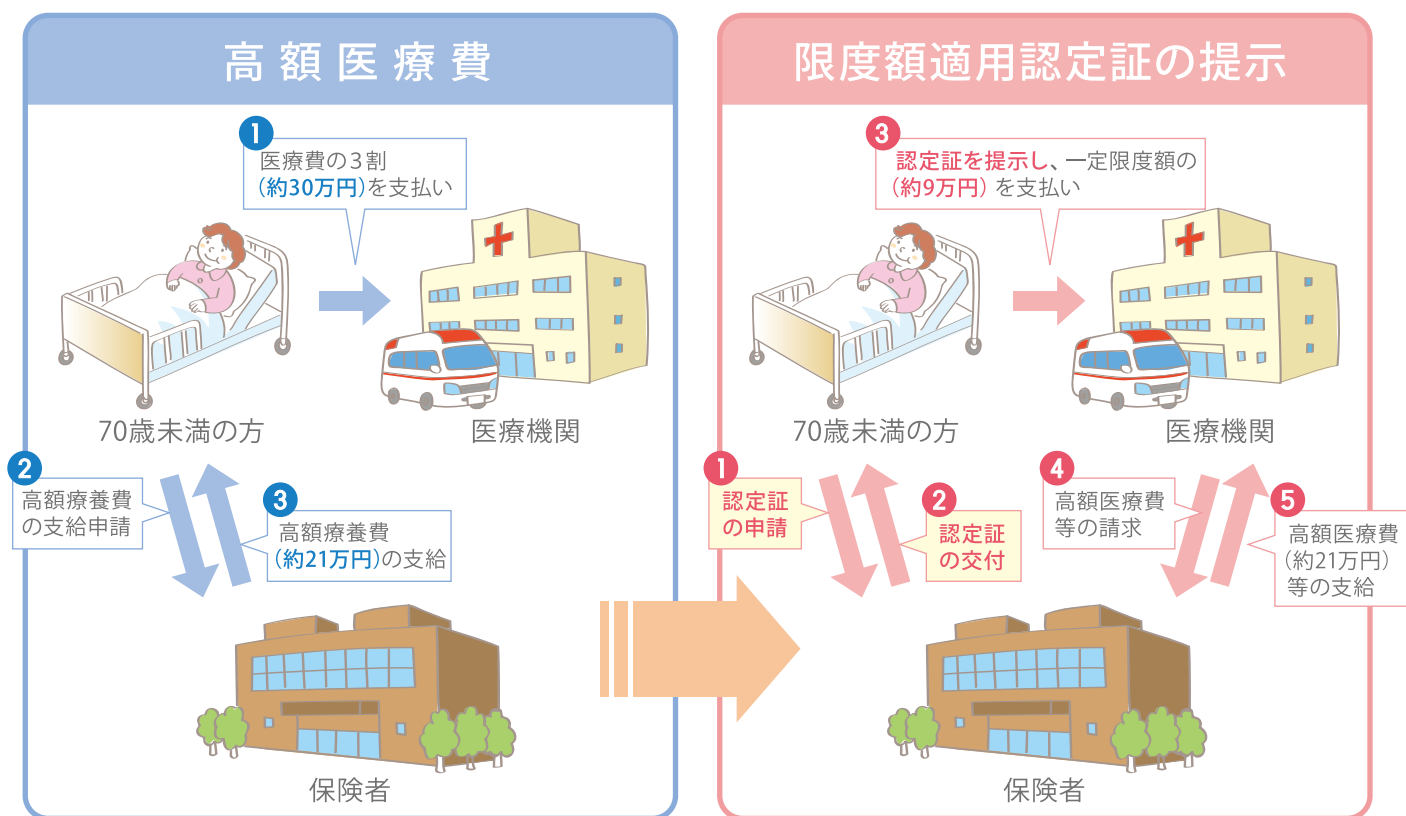 高額医療費
1
医療費の3割
(約30万円)を支払い
70歳未満の方
医療機関
2
高額療養費
の支給申請
3
高額療養費
(約21万円)の支給
保険者
限度額適用認定証の提示
3
認定証を提示し、一定限度額の
(約9万円)を支払い
70歳未満の方
医療機関
1
認定証
の申請
2
認定証
の交付
4
高額医療費
等の請求
5
高額医療費
(約21万円)
等の支給
保険者